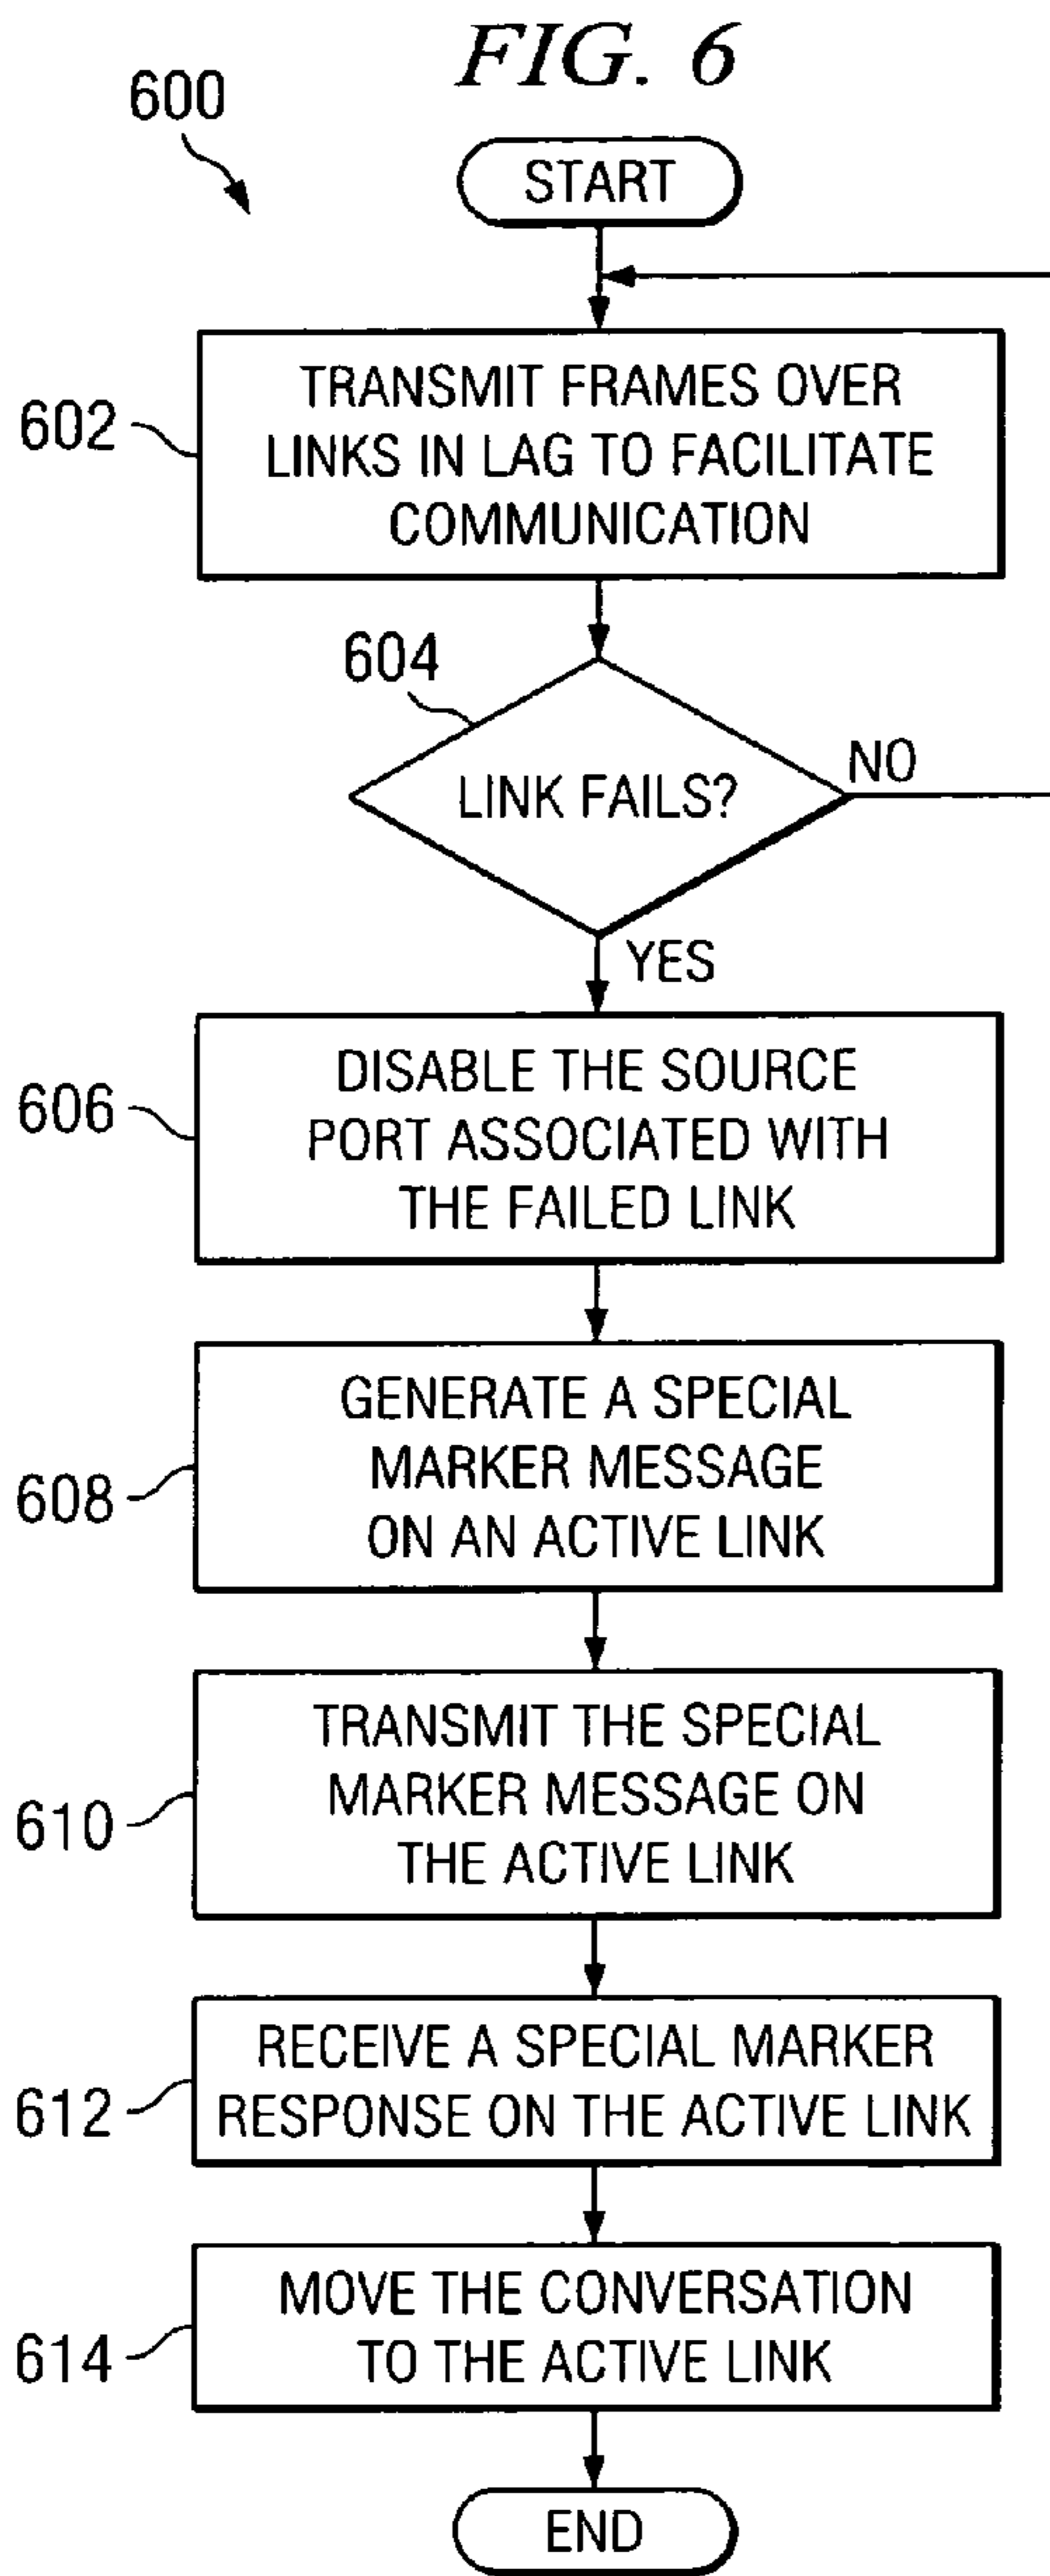 FIG. 6
600
START
602
TRANSMIT FRAMES OVER
LINKS IN LAG TO FACILITATE
COMMUNICATION
604
LINK FAILS?
NO
YES
606
DISABLE THE SOURCE
PORT ASSOCIATED WITH
THE FAILED LINK
608
GENERATE A SPECIAL
MARKER MESSAGE
ON AN ACTIVE LINK
610
TRANSMIT THE SPECIAL
MARKER MESSAGE ON
THE ACTIVE LINK
612
RECEIVE A SPECIAL MARKER
RESPONSE ON THE ACTIVE LINK
614
MOVE THE CONVERSATION
TO THE ACTIVE LINK
END